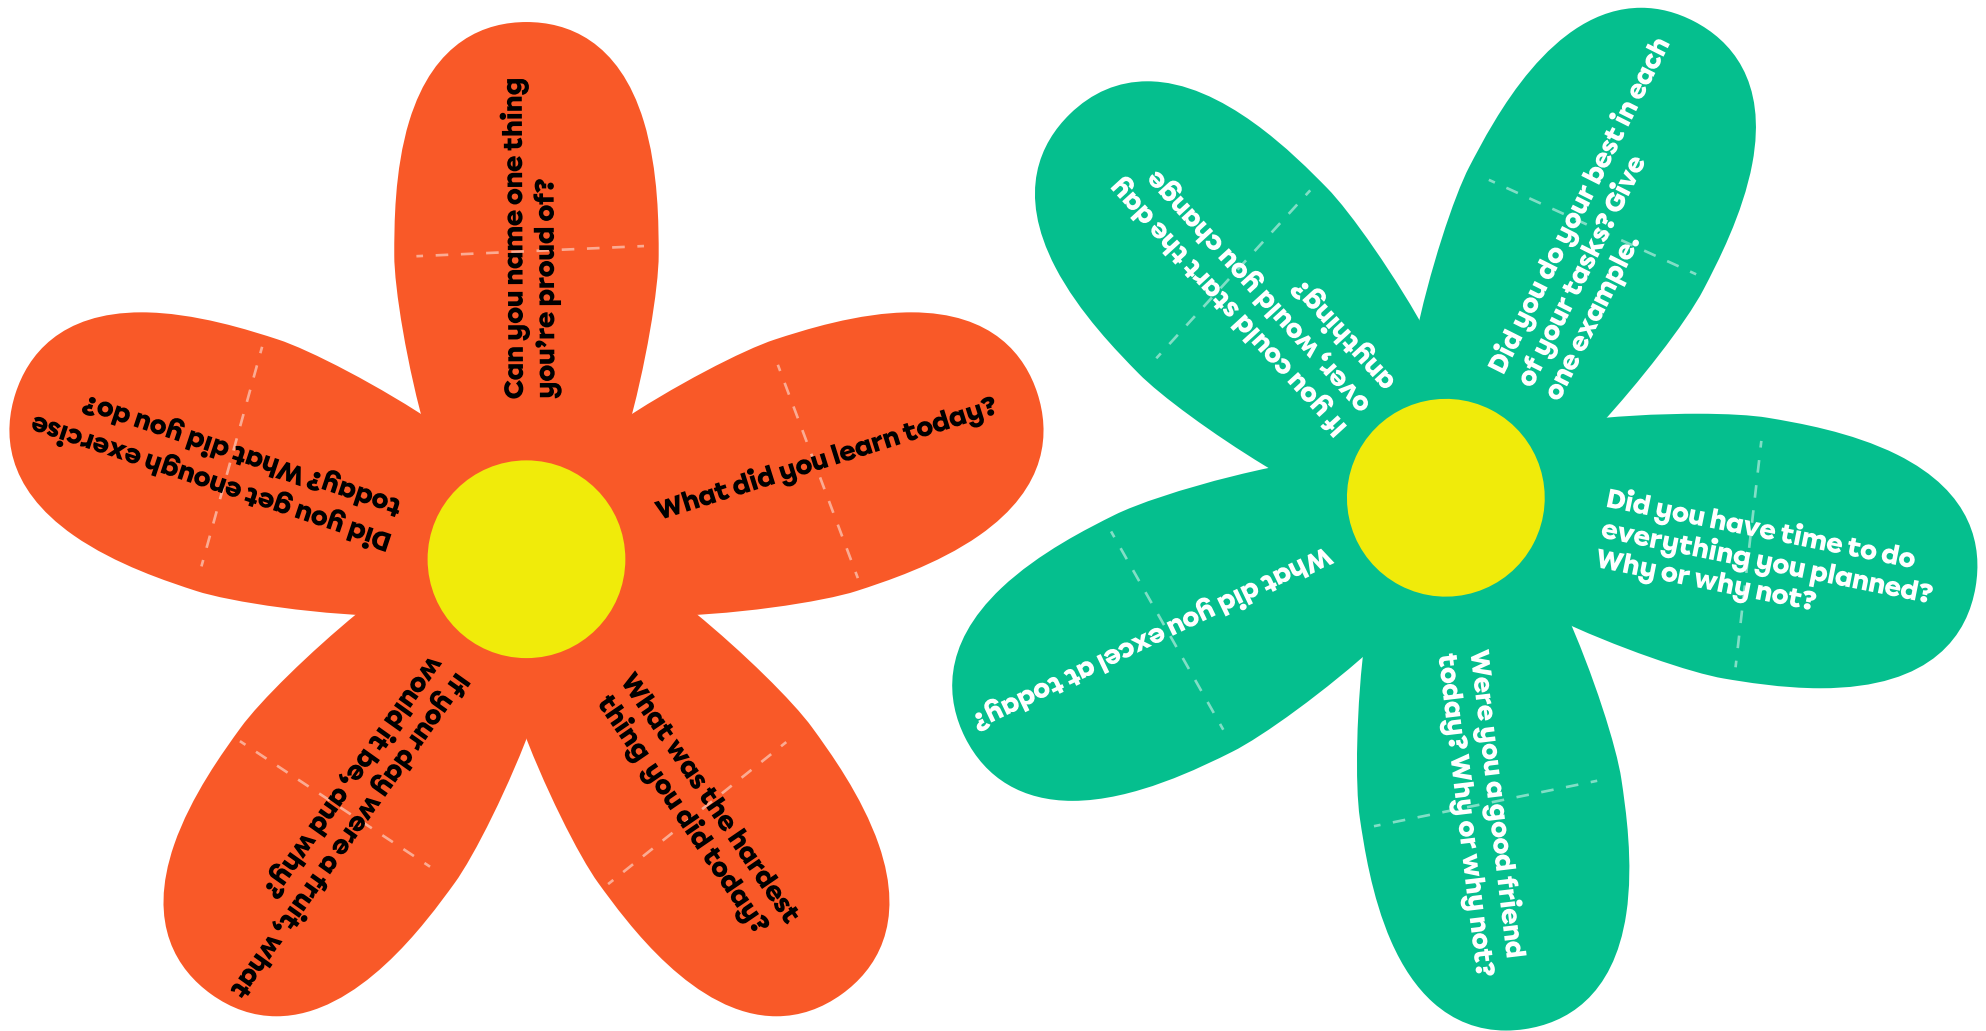 Can you name one thing
you're proud of?
What did you learn today?
What was the hardest
thing you did today?
If your day were a fruit, what
would it be, and why?
Did you get enough exercise
today? What did you do?
If you could start the day
over, would you change
anything?
Did you do your best in each
of your tasks? Give
one example.
Did you have time to do
everything you planned?
Why or why not?
Were you a good friend
today? Why or why not?
What did you excel at today?